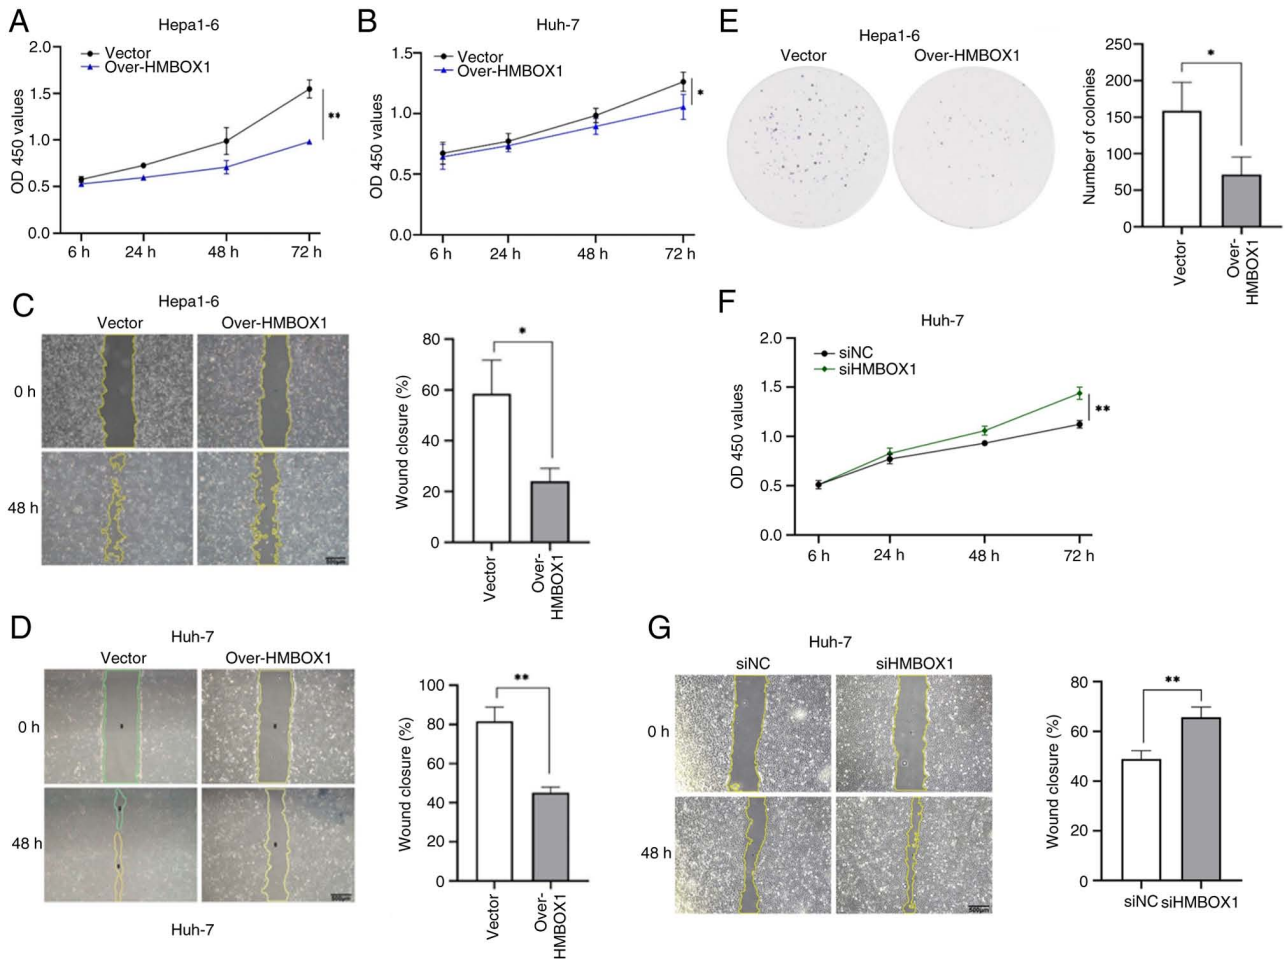 A
Hepa1-6
Vector
Over-HMBOX1
OD 450 values
2.0
1.5
1.0
0.5
0.0
6 h 24 h 48 h 72 h
**
B
Huh-7
Vector
Over-HMBOX1
OD 450 values
1.5
1.0
0.5
0.0
6 h 24 h 48 h 72 h
*
E
Hepa1-6
Vector Over-HMBOX1
Number of colonies
250
200
150
100
50
0
*
Vector
Over-
HMBOX1
C
Hepa1-6
Vector Over-HMBOX1
0 h
48 h
Wound closure (%)
80
60
40
20
0
*
Vector
Over-
HMBOX1
F
Huh-7
siNC
siHMBOX1
OD 450 values
2.0
1.5
1.0
0.5
0.0
6 h 24 h 48 h 72 h
**
D
Huh-7
Vector Over-HMBOX1
0 h
48 h
Huh-7
Wound closure (%)
100
80
60
40
20
0
**
Vector
Over-
HMBOX1
G
Huh-7
siNC siHMBOX1
0 h
48 h
Wound closure (%)
80
60
40
20
0
**
siNC siHMBOX1